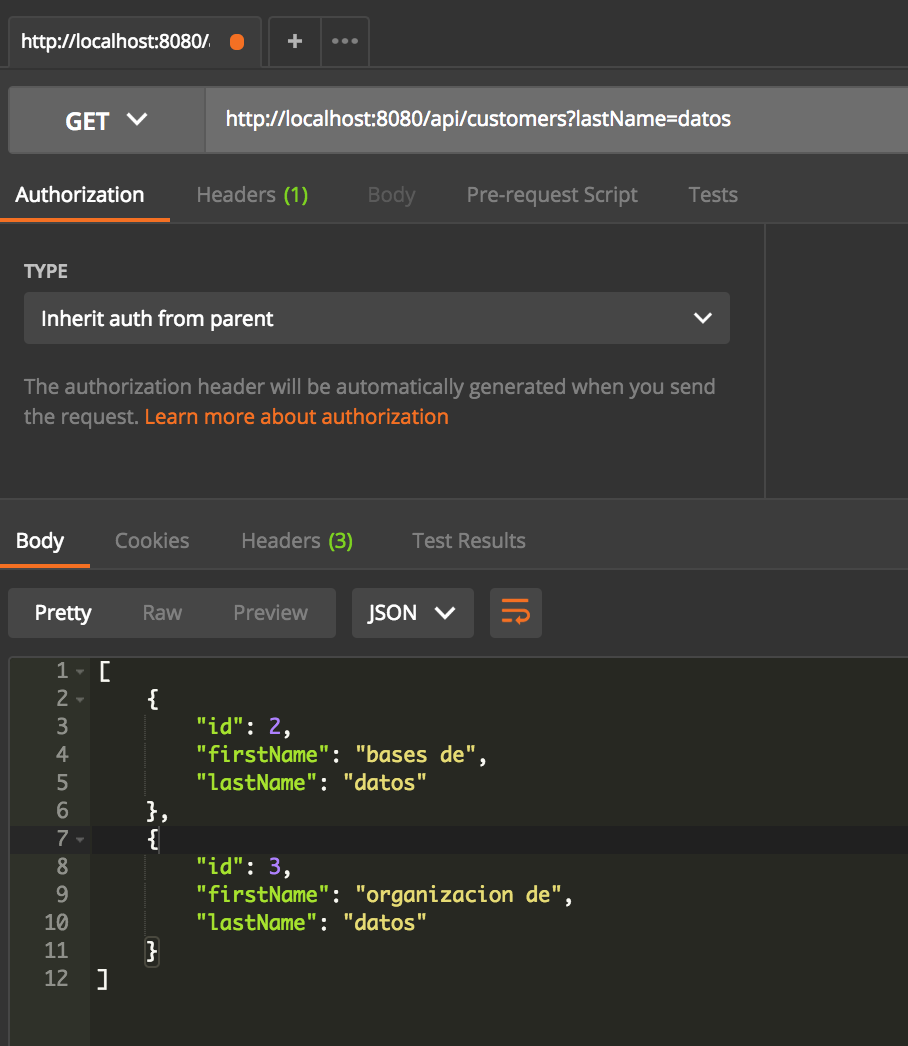 http://localhost:8080/
+ •••
GET http://localhost:8080/api/customers?lastName=datos
Authorization Headers (1) Body Pre-request Script Tests
TYPE
Inherit auth from parent
The authorization header will be automatically generated when you send
the request. Learn more about authorization
Body Cookies Headers (3) Test Results
Pretty Raw Preview JSON
1 [
2 {
3 "id": 2,
4 "firstName": "bases de",
5 "lastName": "datos"
6 },
7 {
8 "id": 3,
9 "firstName": "organizacion de",
10 "lastName": "datos"
11 }
12 ]